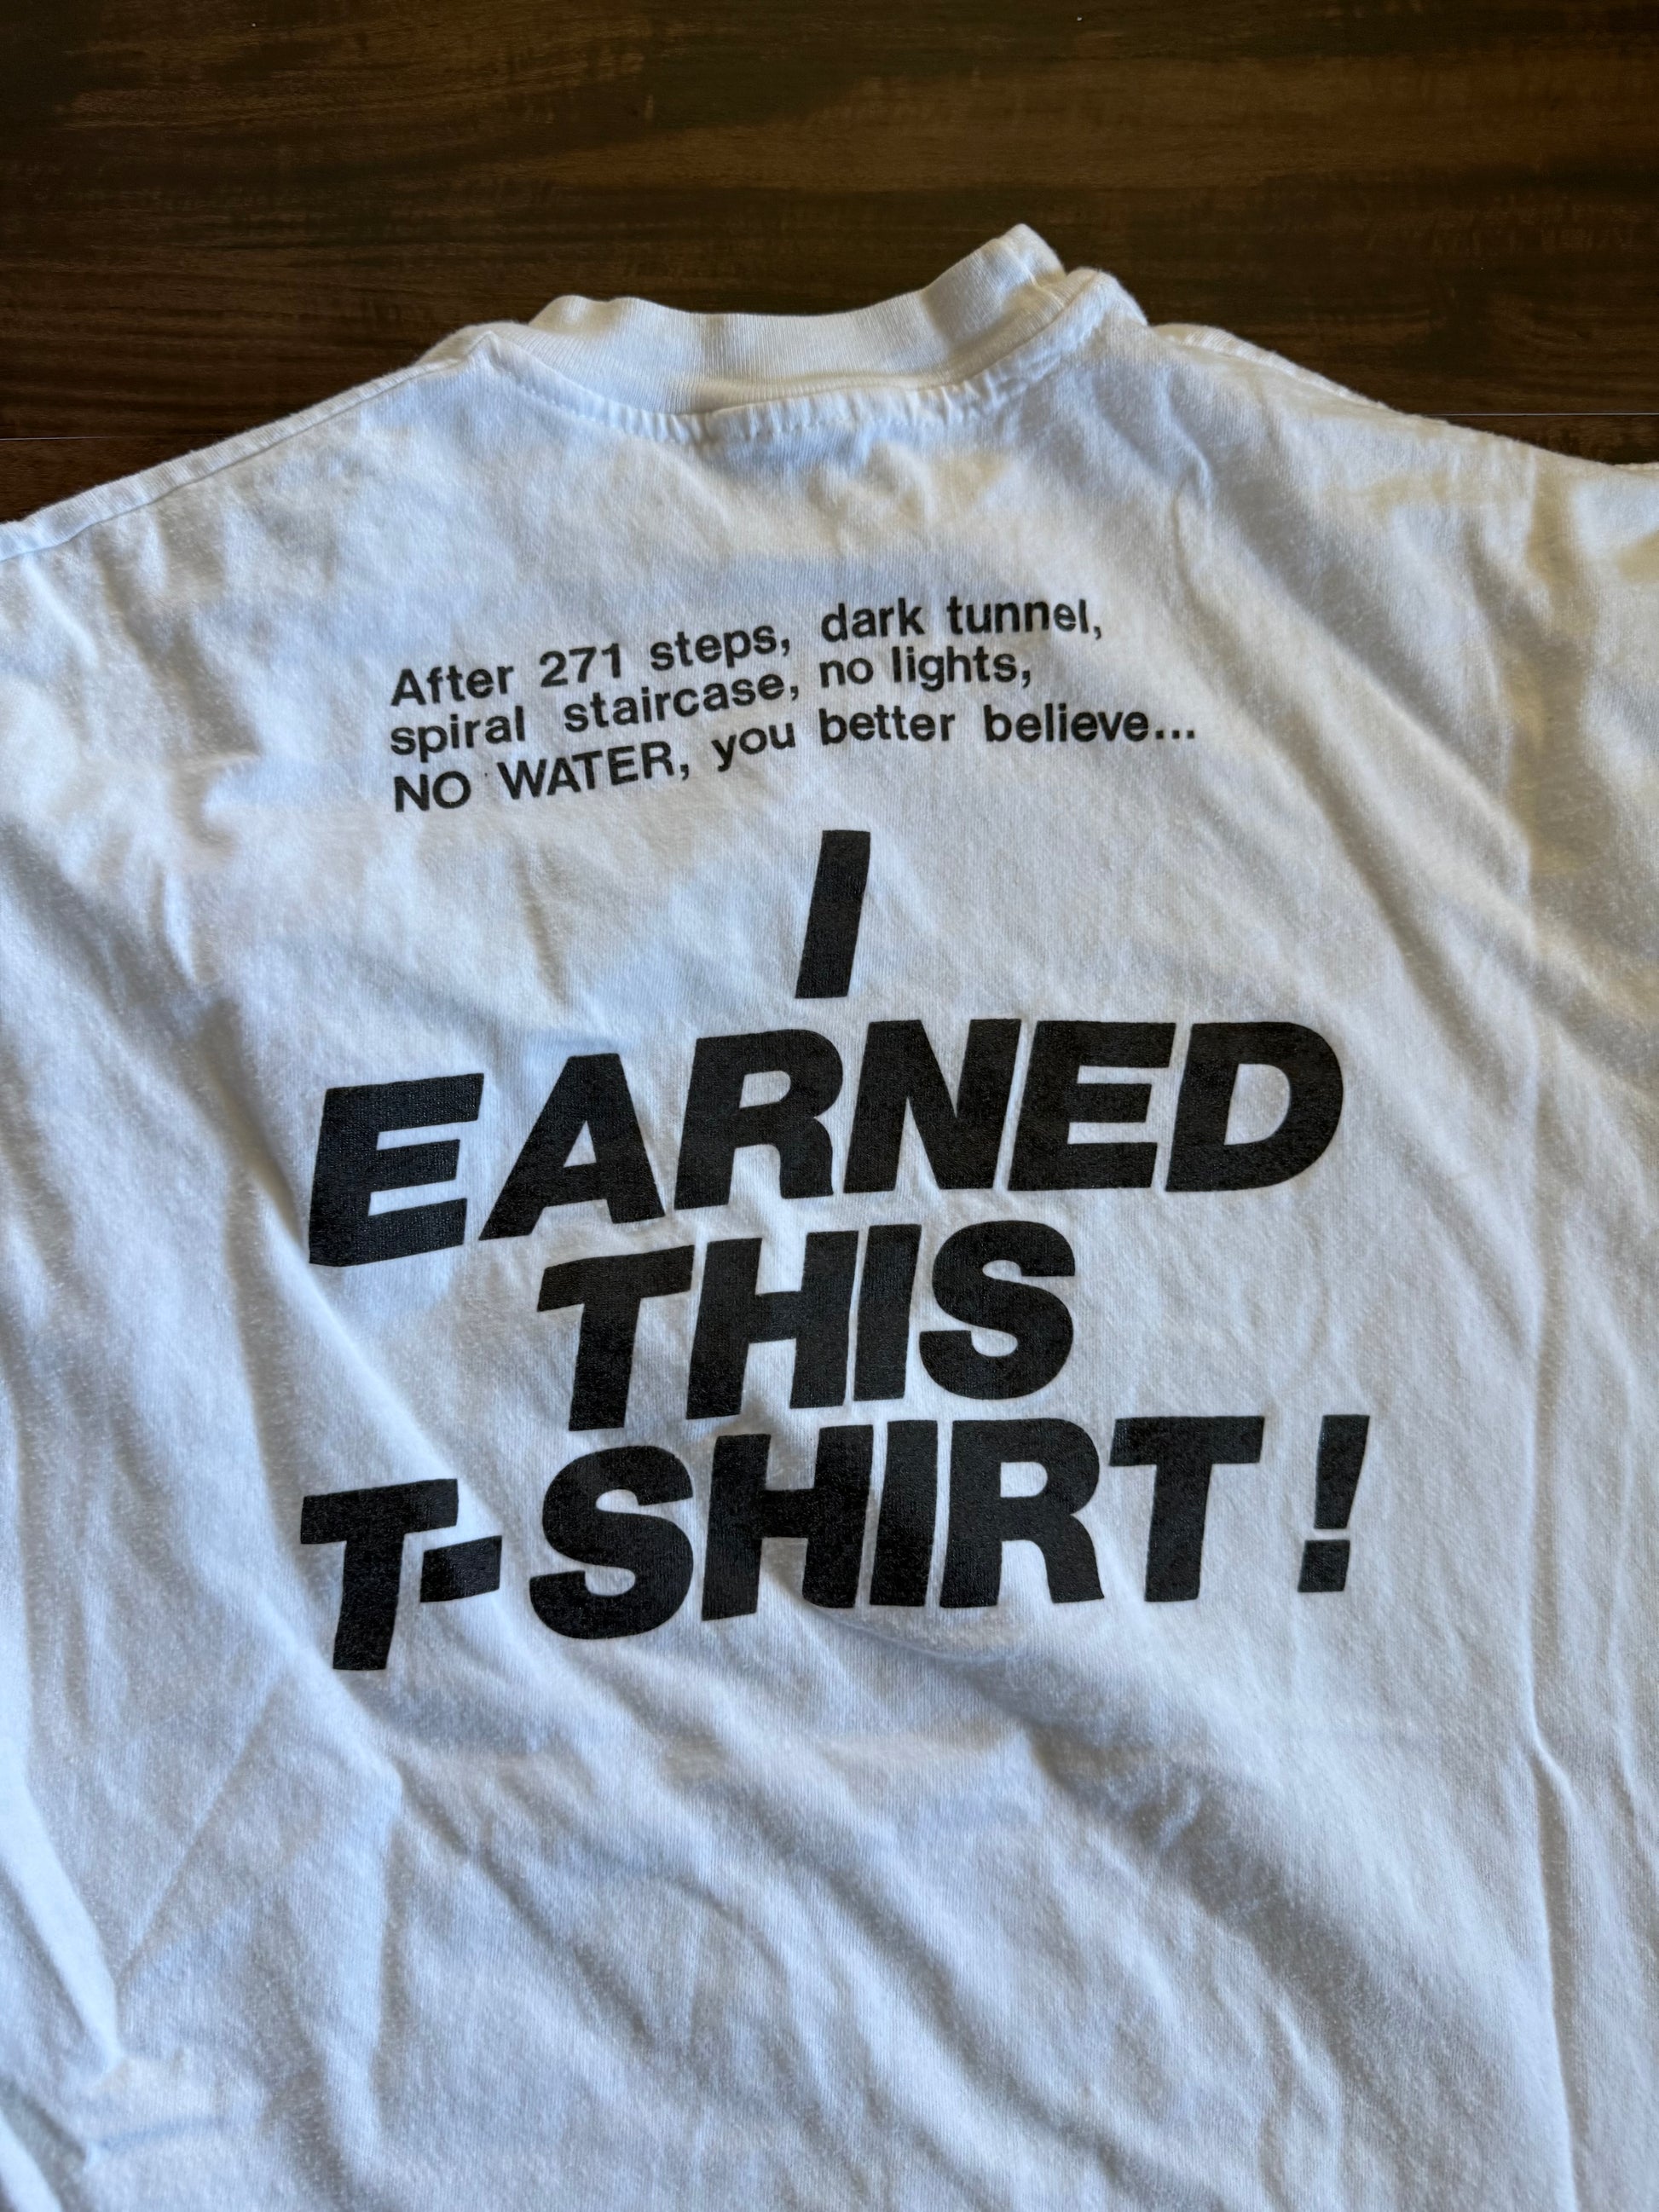 After 271 steps, dark tunnel,
spiral staircase, no lights,
NO WATER, you better believe...
I
EARNED
THIS
T-SHIRT!